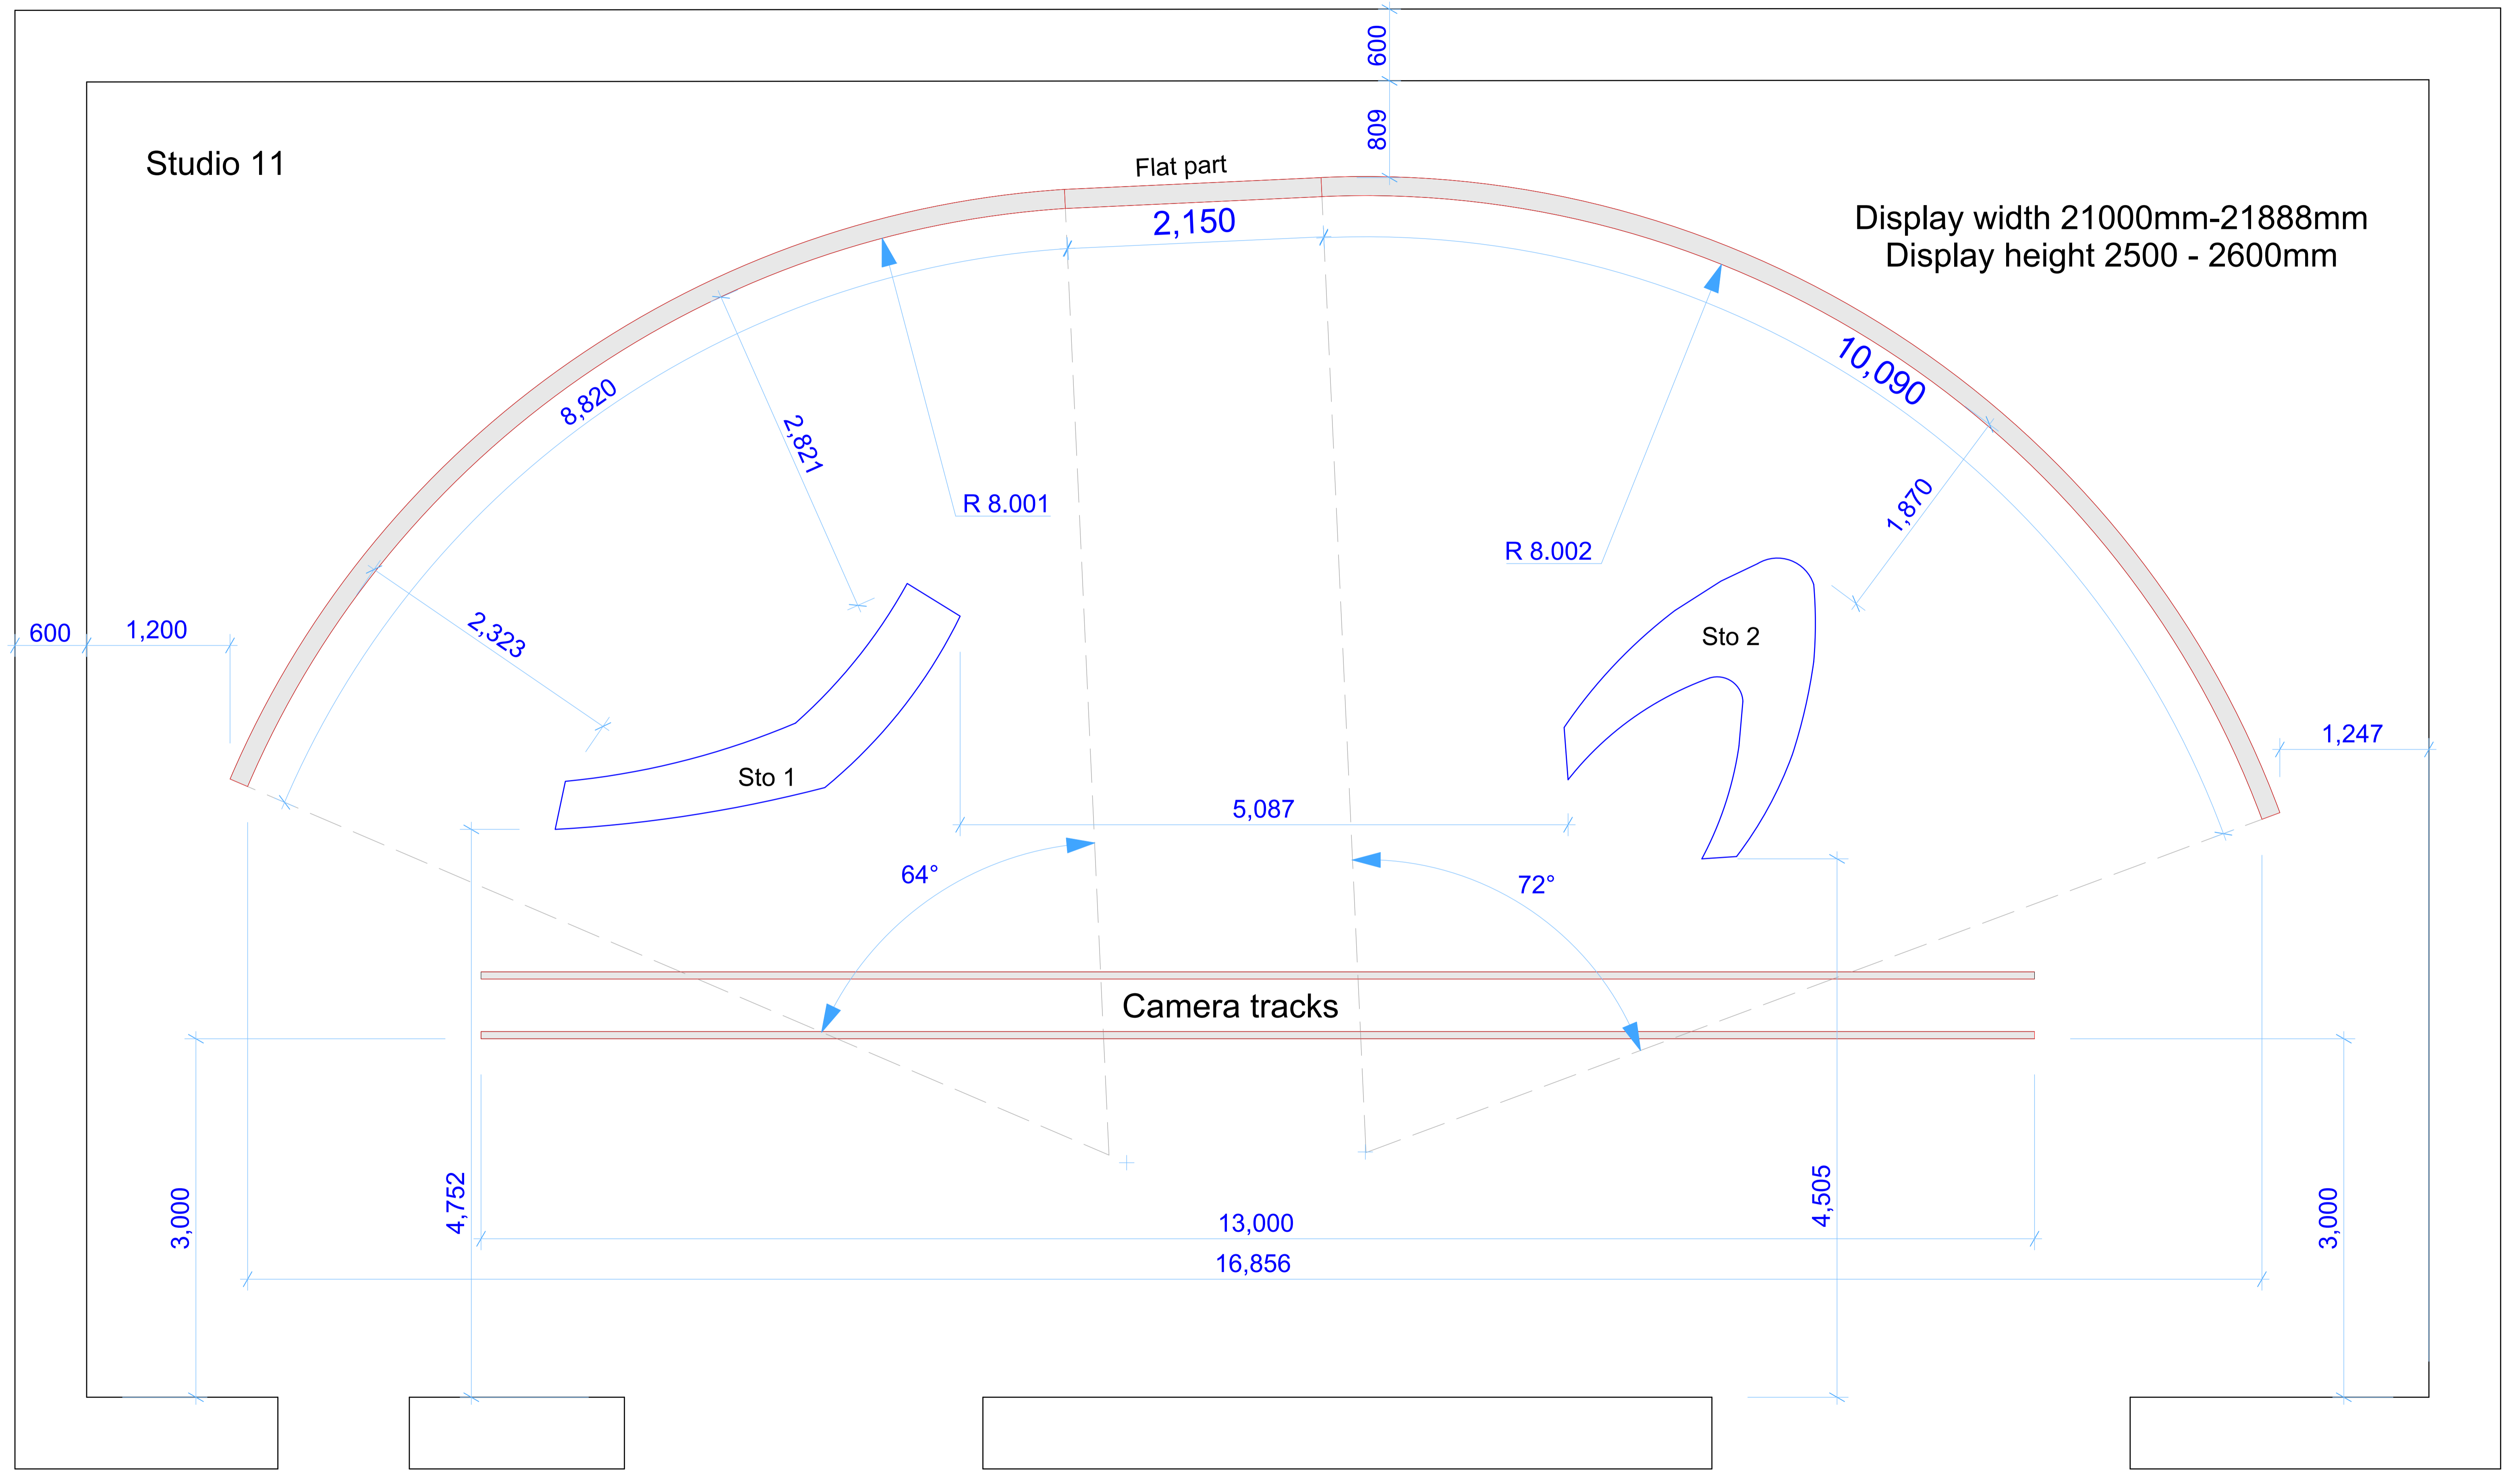 600
809
Studio 11
Flat part
2,150
Display width 21000mm-21888mm
Display height 2500 - 2600mm
8,820
10,090
2,821
R 8.001
R 8.002
1,870
2,323
600
1,200
Sto 2
1,247
Sto 1
5,087
64°
72°
Camera tracks
3,000
4,752
13,000
4,505
3,000
16,856